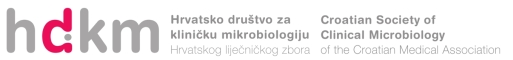 hdkm
Hrvatsko društvo za
kliničku mikrobiologiju
Hrvatskog liječničkog zbora
Croatian Society of
Clinical Microbiology
of the Croatian Medical Association